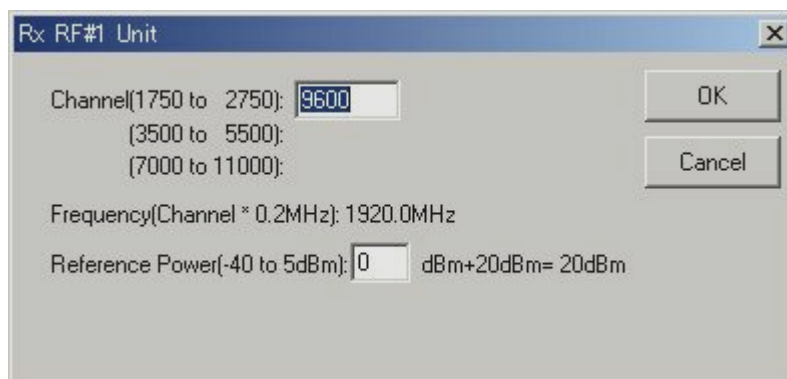 Rx RF#1 Unit
Channel(1750 to 2750): 9600
(3500 to 5500):
(7000 to 11000):
OK
Cancel
Frequency(Channel * 0.2MHz): 1920.0MHz
Reference Power(-40 to 5dBm): 0 dBm+20dBm= 20dBm